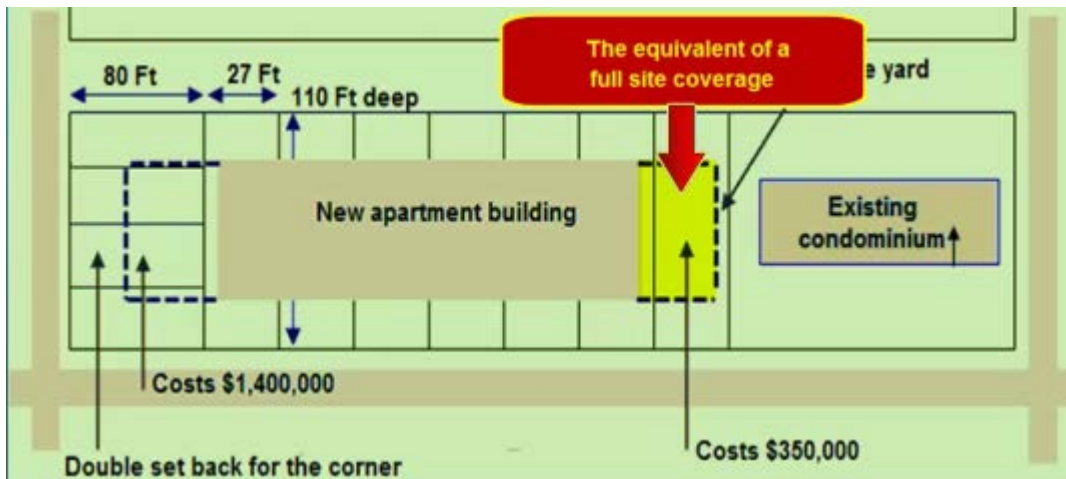 The equivalent of a
full site coverage
80 Ft
27 Ft
110 Ft deep
yard
New apartment building
Existing
condominium
Costs $1,400,000
Costs $350,000
Double set back for the corner